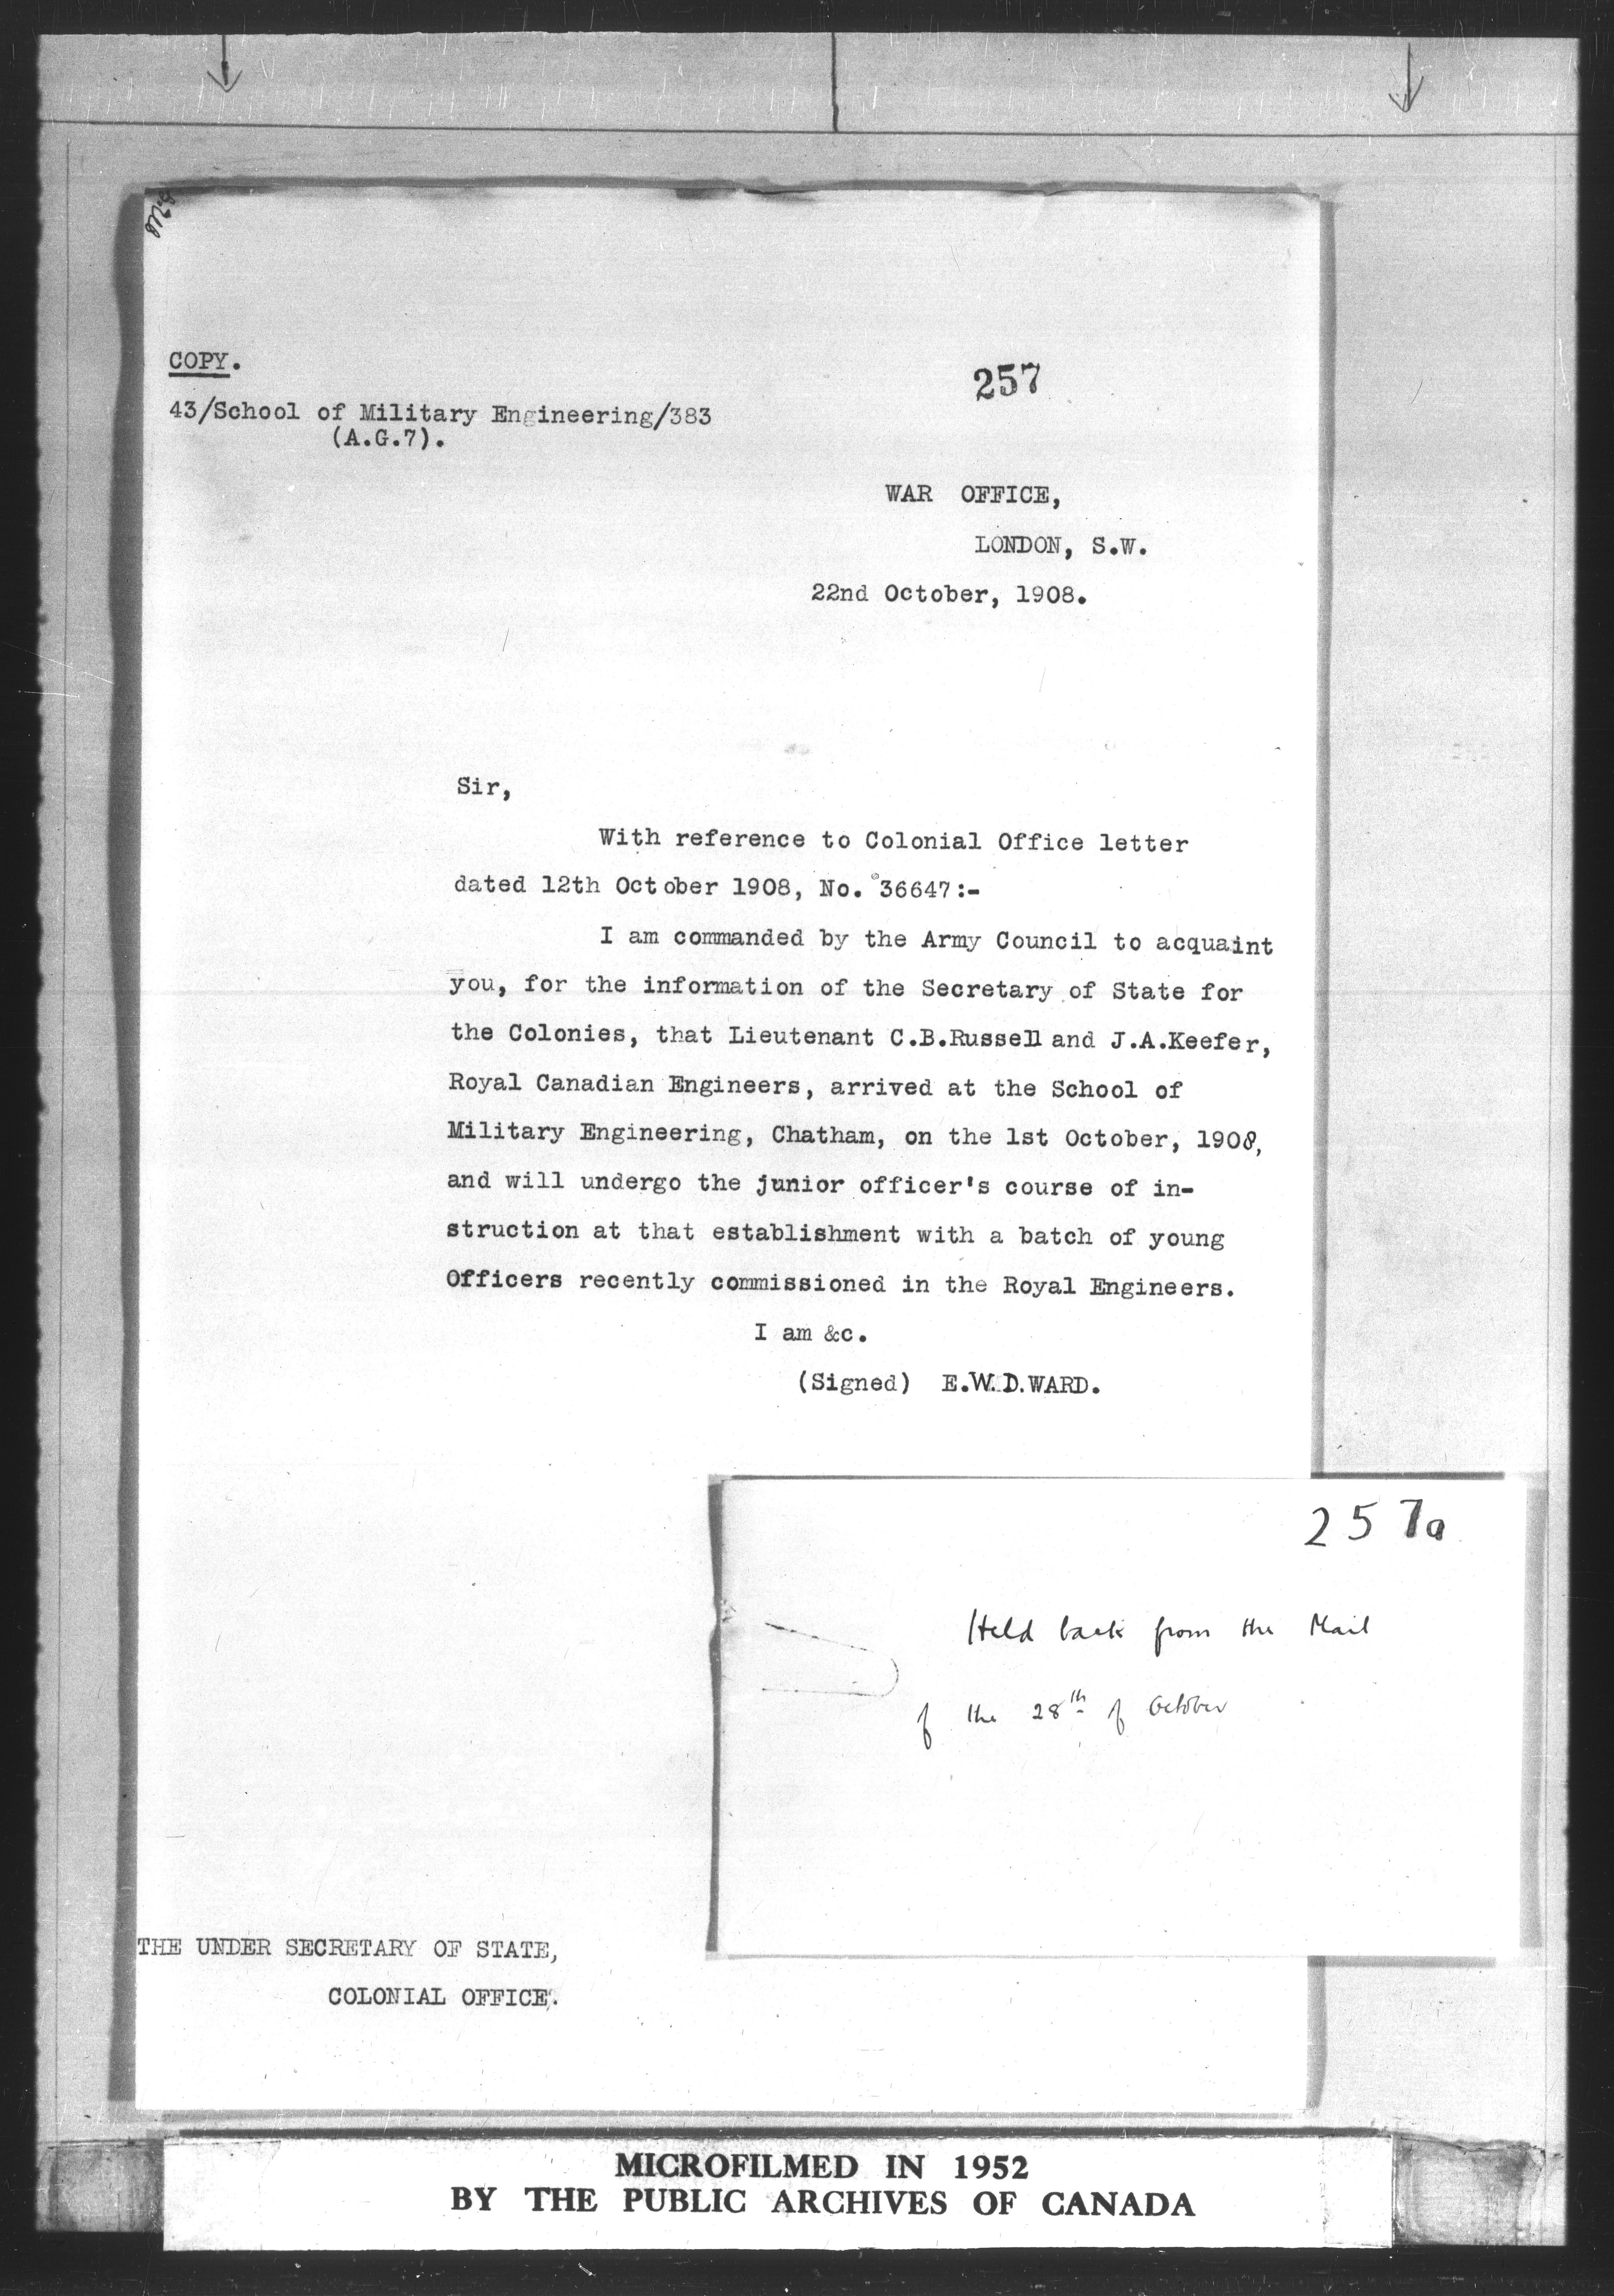 COPY.
257
43/School of Military Engineering/383
(A.G.7).
WAR OFFICE,
LONDON, S.W.
22nd October, 1908.
Sir,
With reference to Colonial Office letter
dated 12th October 1908, No. 36647:-
I am commanded by the Army Council to acquaint
you, for the information of the Secretary of State for
the Colonies, that Lieutenant C.B.Russell and J.A.Keefer,
Royal Canadian Engineers, arrived at the School of
Military Engineering, Chatham, on the 1st October, 1908,
and will undergo the junior officer's course of in-
struction at that establishment with a batch of young
Officers recently commissioned in the Royal Engineers.
I am &c.
(Signed) E.W.D.WARD.
257a
Held back from the Mail
of the 28th of October
THE UNDER SECRETARY OF STATE,
COLONIAL OFFICE.
MICROFILMED IN 1952
BY THE PUBLIC ARCHIVES OF CANADA